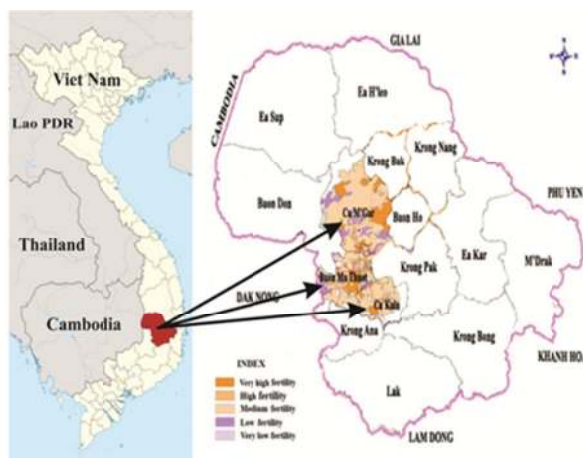 Viet Nam
Lao PDR
Thailand
Cambodia
GIA LAI
CAMBODIA
Ea H'leo
Ea Sup
Krong Buk
Krong Nang
PHU YEN
Buon Don
Cu M'Gar
Buon Ho
Ea Kar
M'Drak
Buon Ma Thuot
Krong Pak
DAK NONG
Cu Kuin
Krong Ana
Krong Bong
KHANH HOA
INDEX
Very high fertility
High fertility
Medium fertility
Low fertility
Very low fertility
Lak
LAM DONG